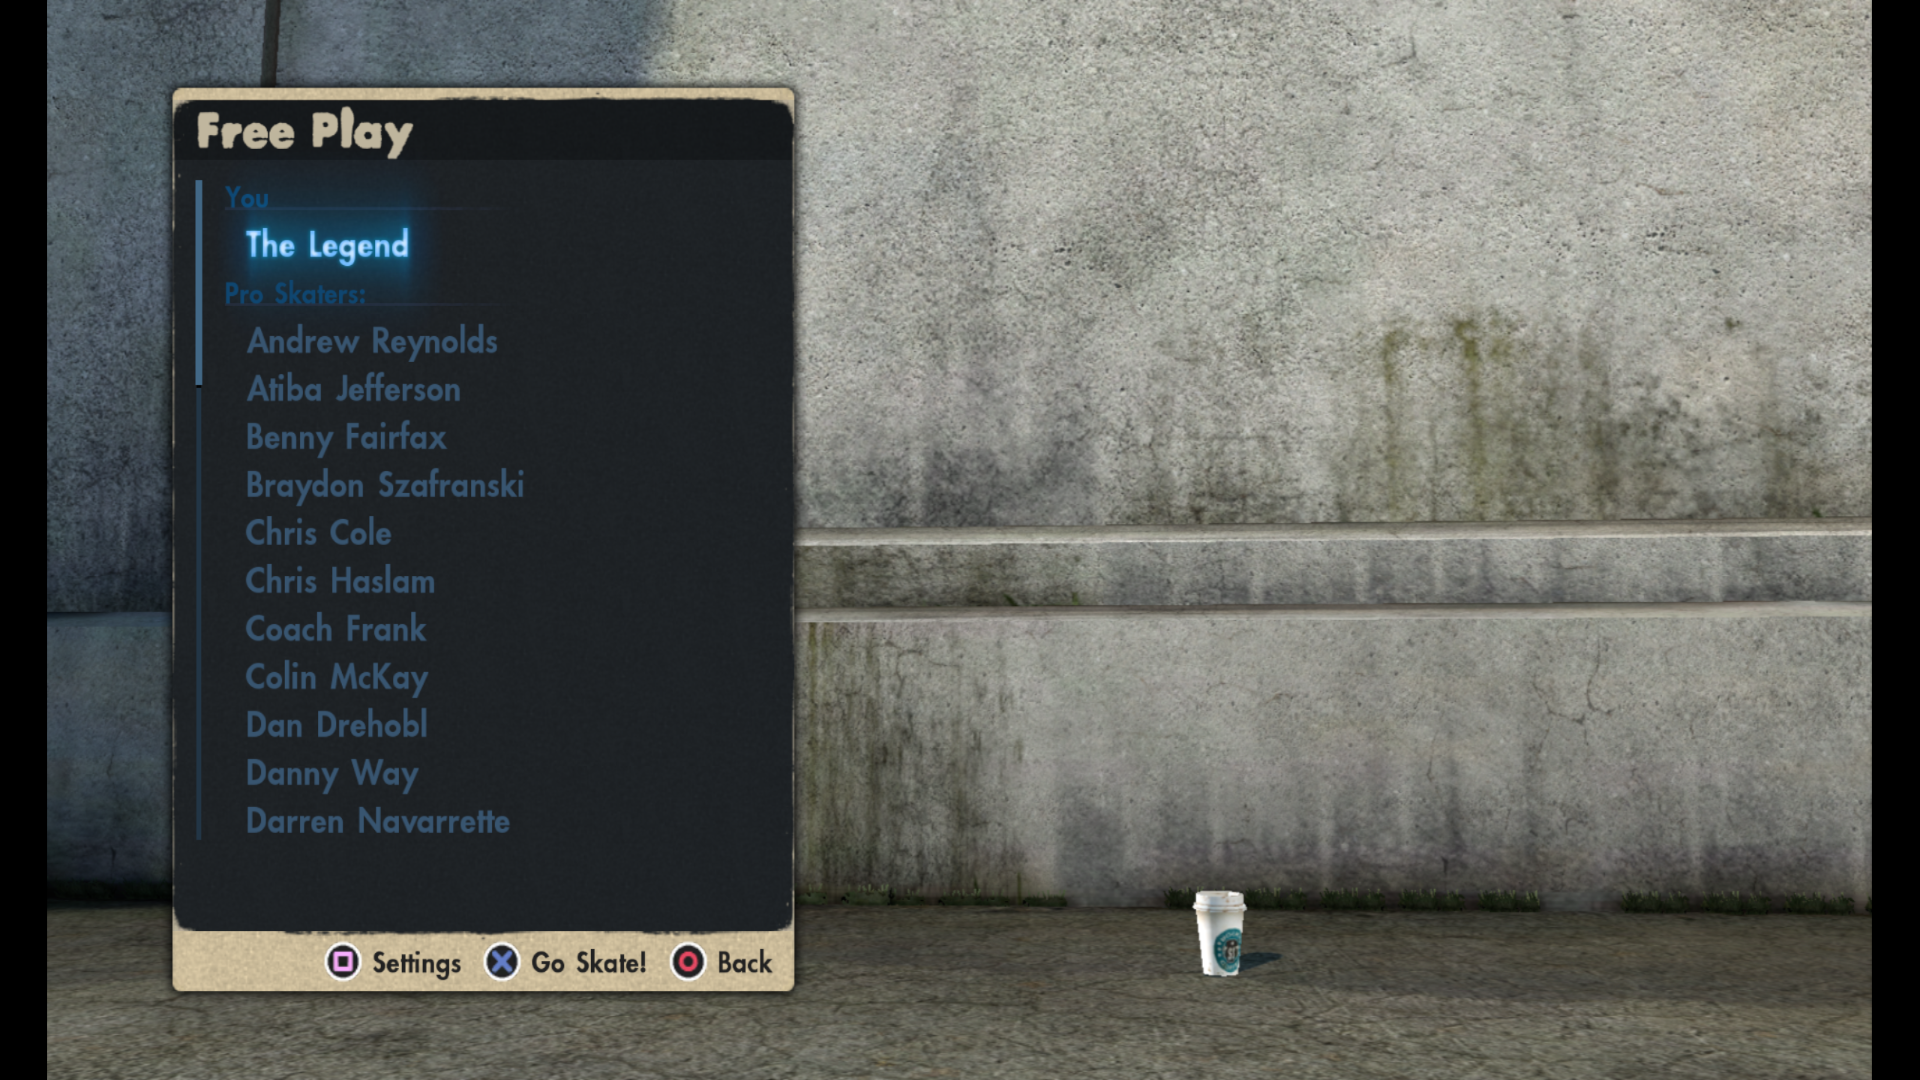 Free Play
You
The Legend
Pro Skaters:
Andrew Reynolds
Atiba Jefferson
Benny Fairfax
Braydon Szafranski
Chris Cole
Chris Haslam
Coach Frank
Colin McKay
Dan Drehobl
Danny Way
Darren Navarrette
Settings Go Skate! Back